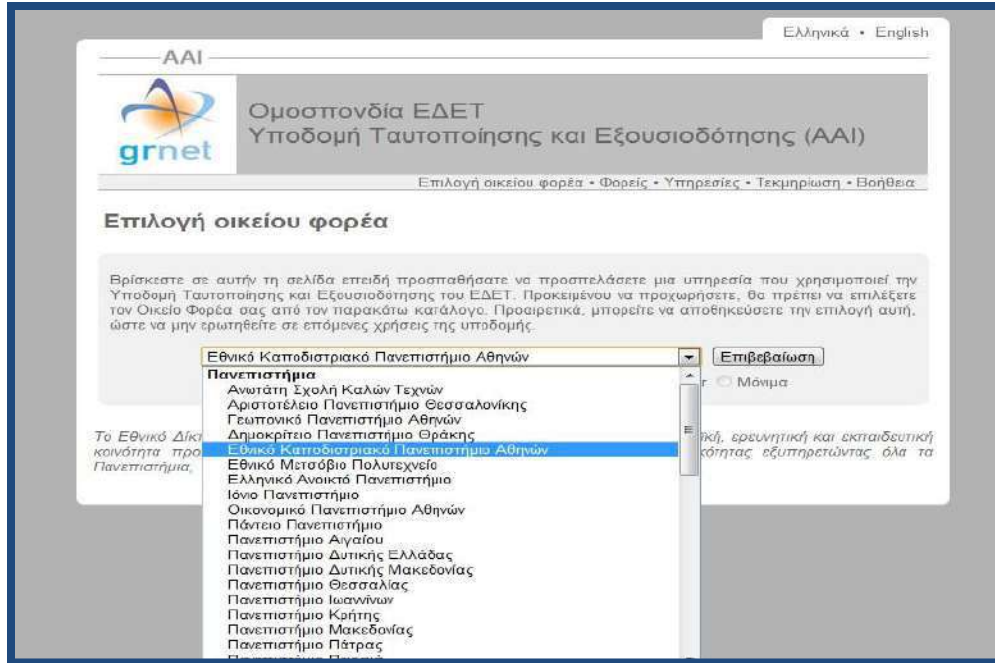 Ελληνικά • English
AAI
grnet
Ομοσπονδία ΕΔΕΤ
Υποδομή Ταυτοποίησης και Εξουσιοδότησης (AAI)
Επιλογή οικείου φορέα • Φορείς • Υπηρεσίες • Τεκμηρίωση • Βοήθεια
Επιλογή οικείου φορέα
Βρίσκεστε σε αυτήν τη σελίδα επειδή προσπαθήσατε να προσπελάσετε μια υπηρεσία που χρησιμοποιεί την
Υποδομή Ταυτοποίησης και Εξουσιοδότησης του ΕΔΕΤ. Προκειμένου να προχωρήσετε, θα πρέπει να επιλέξετε
τον Οικείο Φορέα σας από τον παρακάτω κατάλογο. Προαιρετικά, μπορείτε να αποθηκεύσετε την επιλογή αυτή,
ώστε να μην ερωτηθείτε σε επόμενες χρήσεις της υποδομής.
Εθνικό Καποδιστριακό Πανεπιστήμιο Αθηνών Επιβεβαίωση
Πανεπιστήμια
Μόνιμα
Ανωτάτη Σχολή Καλών Τεχνών
Αριστοτέλειο Πανεπιστήμιο Θεσσαλονίκης
Γεωπονικό Πανεπιστήμιο Αθηνών
Το Εθνικό Δίκτ Δημοκρίτειο Πανεπιστήμιο Θράκης ϊκή, ερευνητική και εκπαιδευτική
κοινότητα προ Εθνικό Καποδιστριακό Πανεπιστήμιο Αθηνών κότητας εξυπηρετώντας όλα τα
Πανεπιστήμια, Εθνικό Μετσόβιο Πολυτεχνείο
Ελληνικό Ανοικτό Πανεπιστήμιο
Ιόνιο Πανεπιστήμιο
Οικονομικό Πανεπιστήμιο Αθηνών
Πάντειο Πανεπιστήμιο
Πανεπιστήμιο Αιγαίου
Πανεπιστήμιο Δυτικής Ελλάδας
Πανεπιστήμιο Δυτικής Μακεδονίας
Πανεπιστήμιο Θεσσαλίας
Πανεπιστήμιο Ιωαννίνων
Πανεπιστήμιο Κρήτης
Πανεπιστήμιο Μακεδονίας
Πανεπιστήμιο Πάτρας